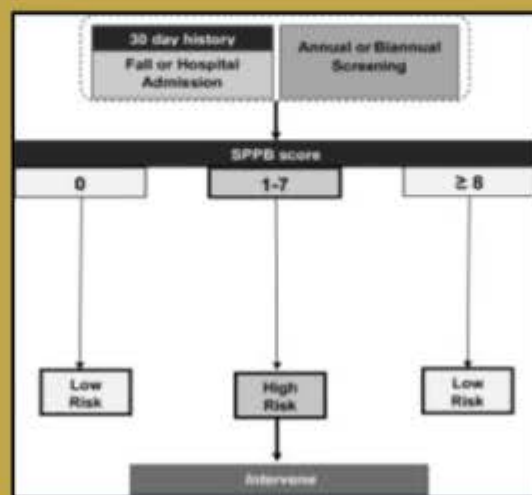 30 day history
Fall or Hospital
Admission
Annual or Biannual
Screening
SPPB score
0
1-7
≥ 8
Low
Risk
High
Risk
Low
Risk
Intervene